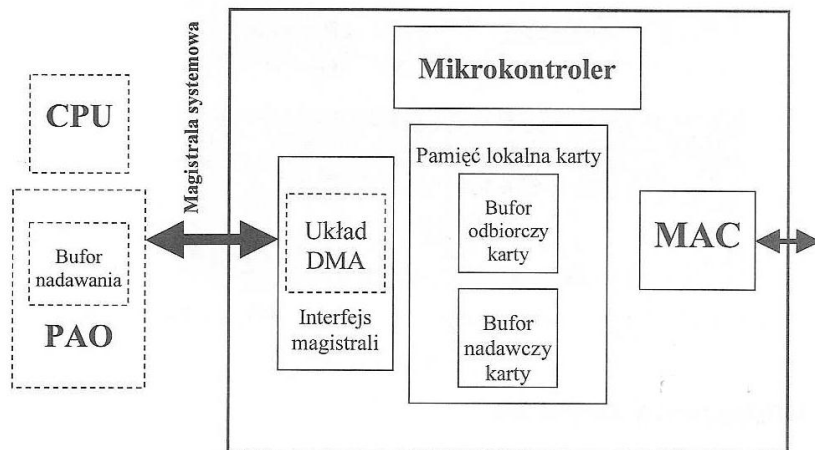 Mikrokontroler
CPU
Magistrala systemowa
Bufor
nadawania
PAO
Układ
DMA
Interfejs
magistrali
Pamięć lokalna karty
Bufor
odbiorczy
karty
Bufor
nadawczy
karty
MAC